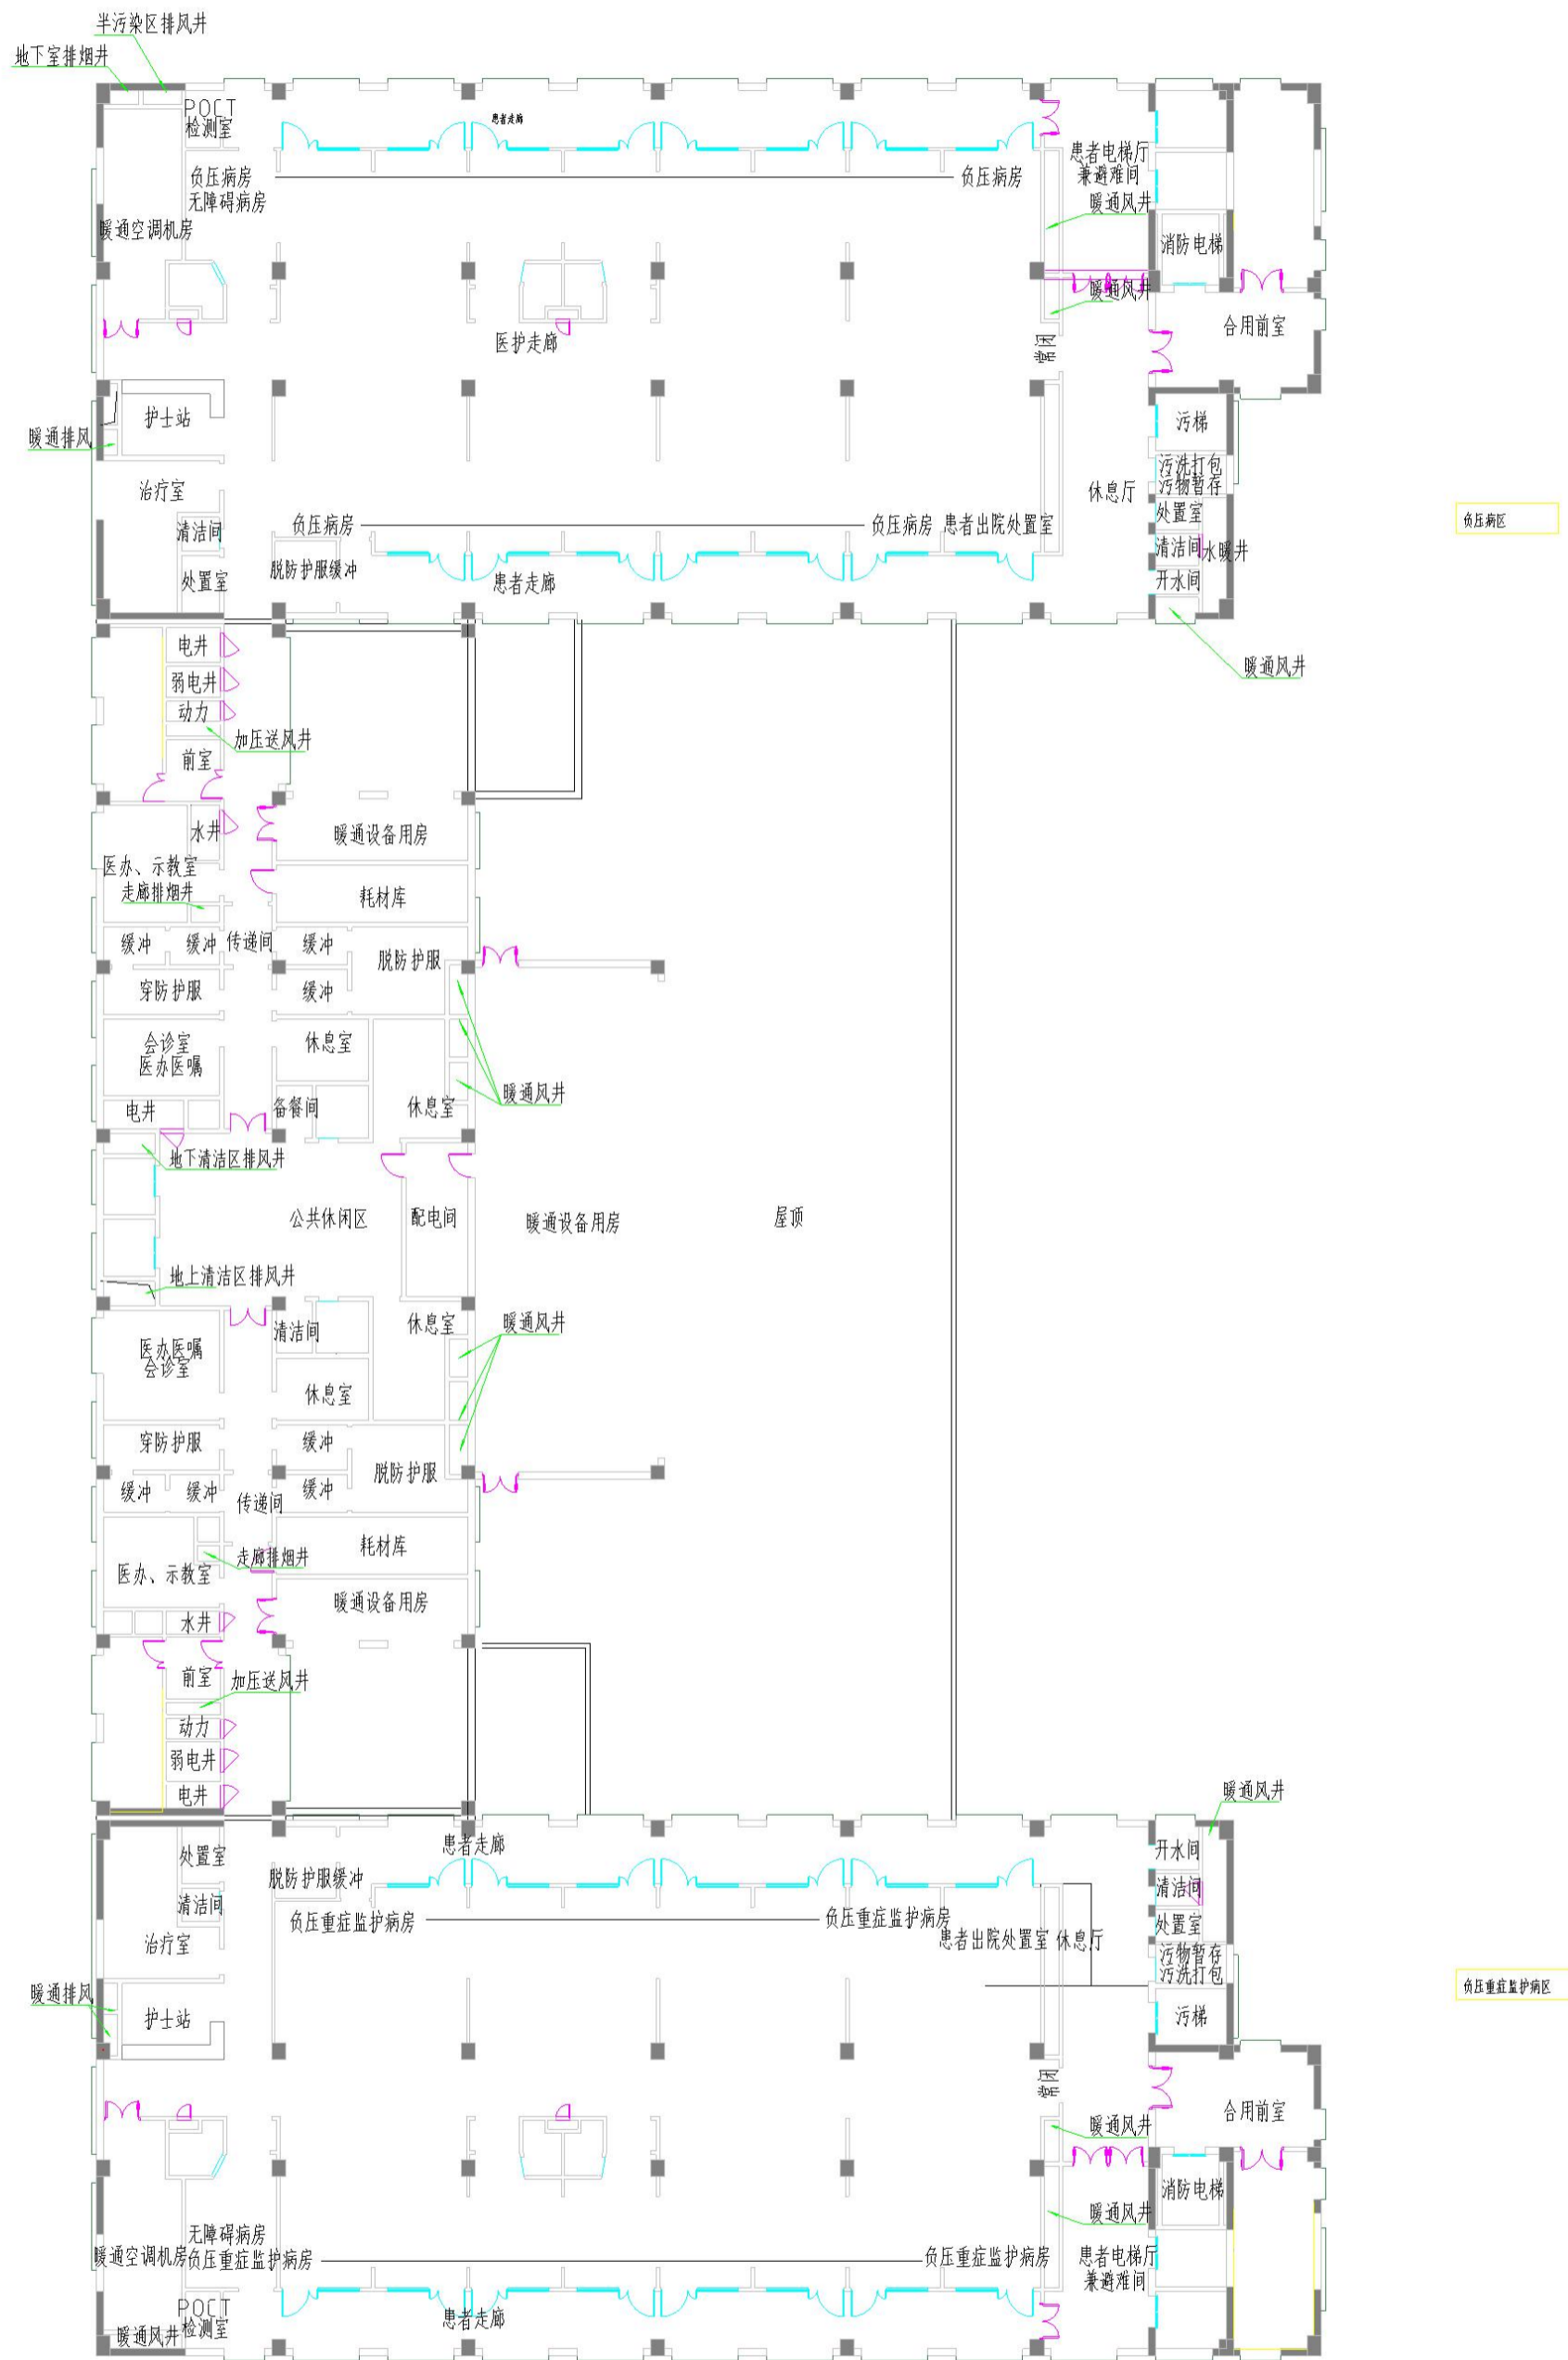 半污染区排风井
地下室排烟井
POCT
检测室
患者走廊
负压病房
无障碍病房
负压病房
患者电梯厅
兼避难间
暖通风井
暖通空调机房
消防电梯
暖通风井
合用前室
医护走廊
常闭
护士站
污梯
暖通排风
治疗室
休息厅
污洗打包
污物暂存
清洁间
负压病房
负压病房
患者出院处置室
处置室
负压病区
清洁间
水暖井
脱防护服缓冲
处置室
患者走廊
开水间
电井
暖通风井
弱电井
动力
加压送风井
前室
水井
暖通设备用房
医办、示教室
走廊排烟井
耗材库
缓冲
缓冲
传递间
缓冲
脱防护服
穿防护服
缓冲
会诊室
医办医嘱
休息室
暖通风井
电井
备餐间
休息室
地下清洁区排风井
公共休闲区
配电间
暖通设备用房
屋顶
地上清洁区排风井
清洁间
休息室
暖通风井
医办医嘱
会诊室
休息室
穿防护服
缓冲
脱防护服
缓冲
缓冲
传递间
缓冲
走廊排烟井
耗材库
医办、示教室
暖通设备用房
水井
前室
加压送风井
动力
弱电井
电井
暖通风井
处置室
患者走廊
开水间
脱防护服缓冲
清洁间
清洁间
负压重症监护病房
负压重症监护病房
处置室
治疗室
患者出院处置室
休息厅
污物暂存
污洗打包
暖通排风
护士站
污梯
负压重症监护病区
常闭
合用前室
暖通风井
消防电梯
暖通风井
无障碍病房
暖通空调机房
负压重症监护病房
负压重症监护病房
患者电梯厅
兼避难间
POCT
检测室
患者走廊
暖通风井